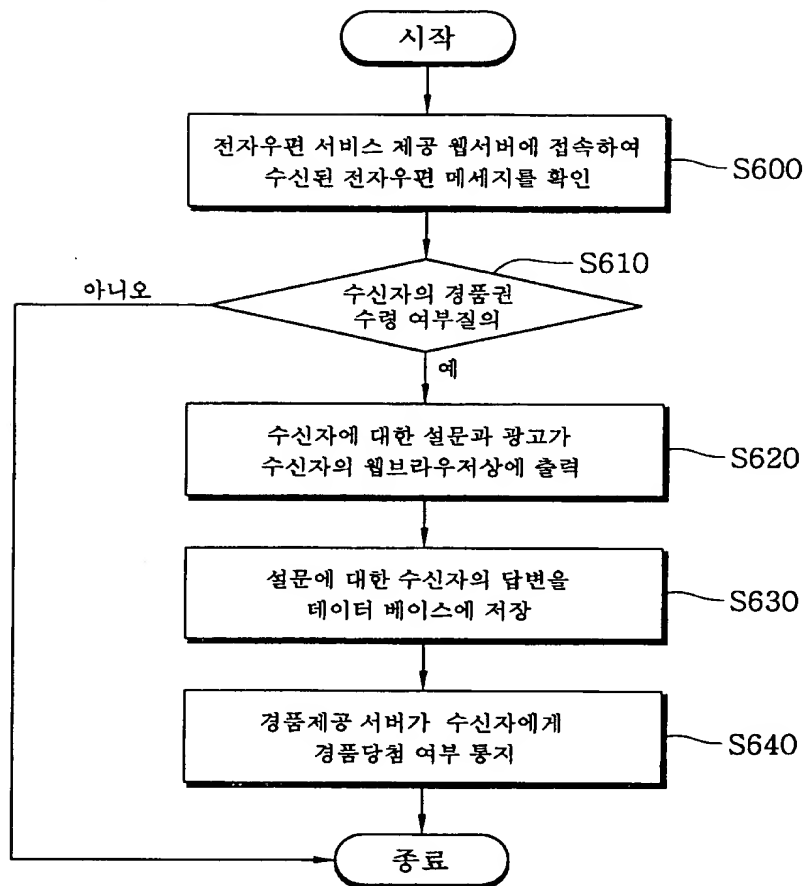 시작
전자우편 서비스 제공 웹서버에 접속하여
수신된 전자우편 메세지를 확인
S600
S610
아니오
수신자의 경품권
수령 여부질의
예
수신자에 대한 설문과 광고가
수신자의 웹브라우저상에 출력
S620
설문에 대한 수신자의 답변을
데이터 베이스에 저장
S630
경품제공 서버가 수신자에게
경품당첨 여부 통지
S640
종료